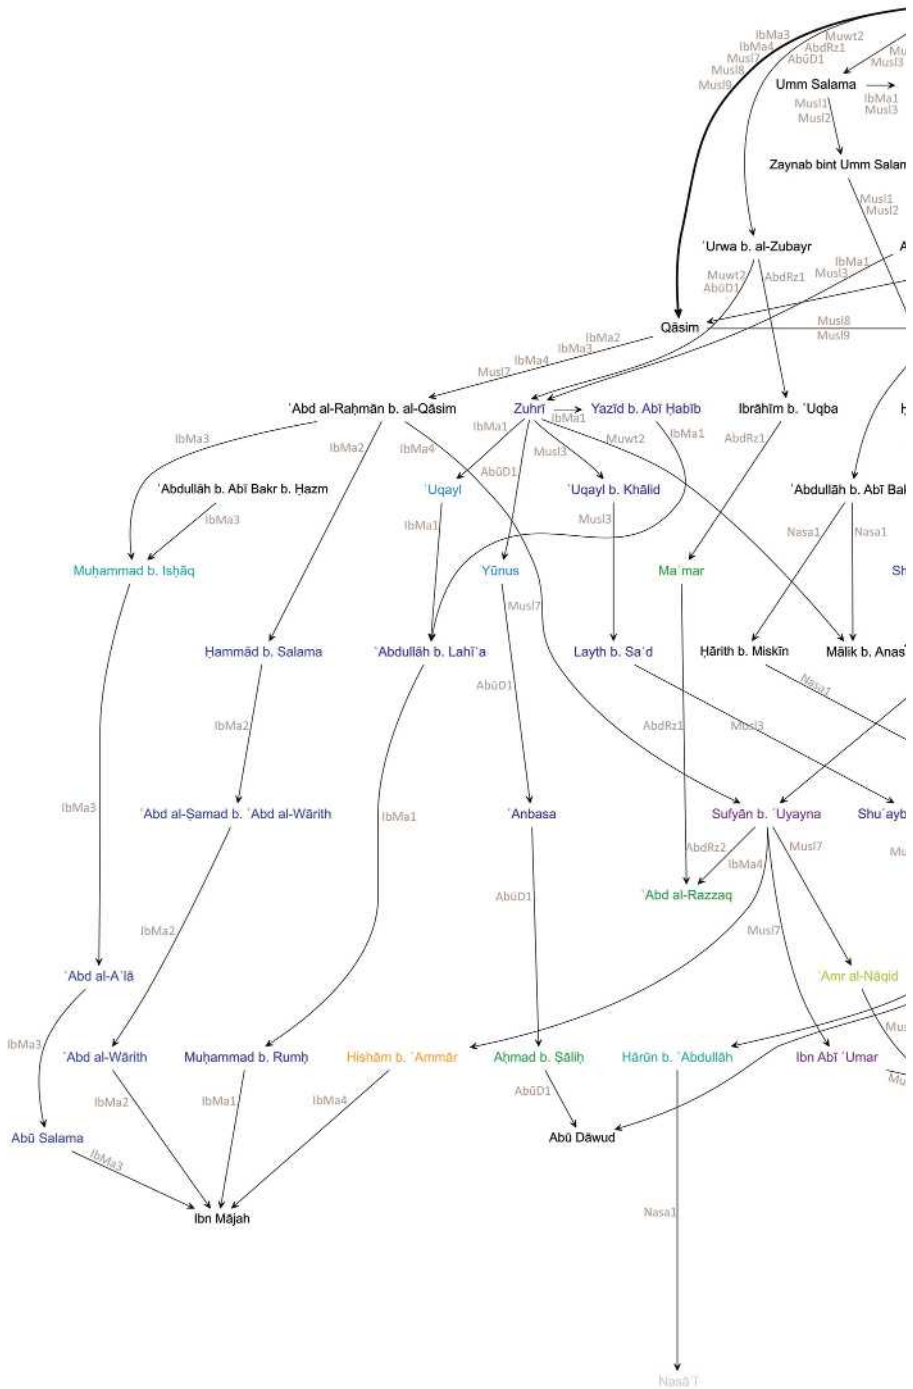 IbMa3
IbMa4
Musl7
Musl8
Musl9
Muwt2
AbdRz1
AbūD1
Musl3
Umm Salama
IbMa1
Musl3
Musl1
Musl2
Zaynab bint Umm Salam
Musl1
Musl2
ʿUrwa b. al-Zubayr
A
IbMa1
Musl3
Muwt2
AbūD1
AbdRz1
Qāsim
Musl8
Musl9
IbMa2
IbMa3
IbMa4
Musl7
ʿAbd al-Raḥmān b. al-Qāsim
Zuhrī
IbMa1
Yazīd b. Abī Ḥabīb
Ibrāhīm b. ʿUqba
IbMa3
IbMa2
IbMa4
IbMa1
AbūD1
Musl3
Muwt2
IbMa1
AbdRz1
ʿAbdullāh b. Abī Bakr b. Ḥazm
ʿUqayl
ʿUqayl b. Khālid
ʿAbdullāh b. Abī Bak
IbMa3
IbMa1
Musl3
Nasa1
Nasa1
Muḥammad b. Isḥāq
Yūnus
Maʿmar
Sh
Musl7
Ḥammād b. Salama
ʿAbdullāh b. Lahīʿa
Layth b. Saʿd
Ḥārith b. Miskīn
Mālik b. Anas
AbūD1
Nasa1
IbMa2
AbdRz1
Musl3
IbMa3
ʿAbd al-Ṣamad b. ʿAbd al-Wārith
IbMa1
ʿAnbasa
Sufyān b. ʿUyayna
Shuʿayb
AbdRz2
IbMa4
Musl7
Mu
ʿAbd al-Razzaq
AbūD1
IbMa2
Musl7
ʿAbd al-Aʿlā
ʿAmr al-Nāqid
IbMa3
Mus
ʿAbd al-Wārith
Muḥammad b. Rumḥ
Hishām b. ʿAmmār
Aḥmad b. Ṣāliḥ
Hārūn b. ʿAbdullāh
Ibn Abī ʿUmar
Mu
IbMa2
IbMa1
IbMa4
AbūD1
Abū Salama
Abū Dāwud
IbMa3
Ibn Mājah
Nasa1
Nasāʾī